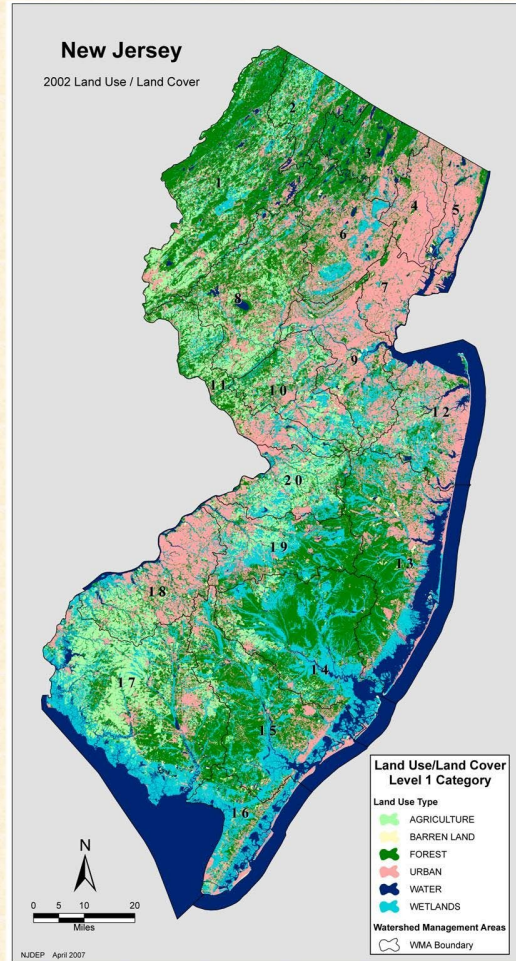 New Jersey
2002 Land Use / Land Cover
2
3
1
4
5
6
7
8
9
11
10
12
20
19
13
18
14
17
15
16
Land Use/Land Cover
Level 1 Category
Land Use Type
AGRICULTURE
BARREN LAND
FOREST
URBAN
WATER
WETLANDS
Watershed Management Areas
WMA Boundary
N
0 5 10 20
Miles
NJDEP April 2007